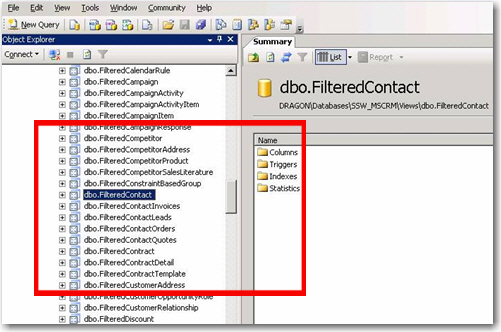 File Edit View Tools Window Community Help
New Query
Object Explorer
Connect
dbo.FilteredCalendarRule
dbo.FilteredCampaign
dbo.FilteredCampaignActivity
dbo.FilteredCampaignActivityItem
dbo.FilteredCampaignItem
dbo.FilteredCampaignResponse
dbo.FilteredCompetitor
dbo.FilteredCompetitorAddress
dbo.FilteredCompetitorProduct
dbo.FilteredCompetitorSalesLiterature
dbo.FilteredConstraintBasedGroup
dbo.FilteredContact
dbo.FilteredContactInvoices
dbo.FilteredContactLeads
dbo.FilteredContactOrders
dbo.FilteredContactQuotes
dbo.FilteredContract
dbo.FilteredContractDetail
dbo.FilteredContractTemplate
dbo.FilteredCustomerAddress
dbo.FilteredCustomerOpportunityRole
dbo.FilteredCustomerRelationship
dbo.FilteredDiscount
Summary
List Report
dbo.FilteredContact
DRAGON\Databases\SSW_MSCRM\Views\dbo.FilteredContact
Name
Columns
Triggers
Indexes
Statistics